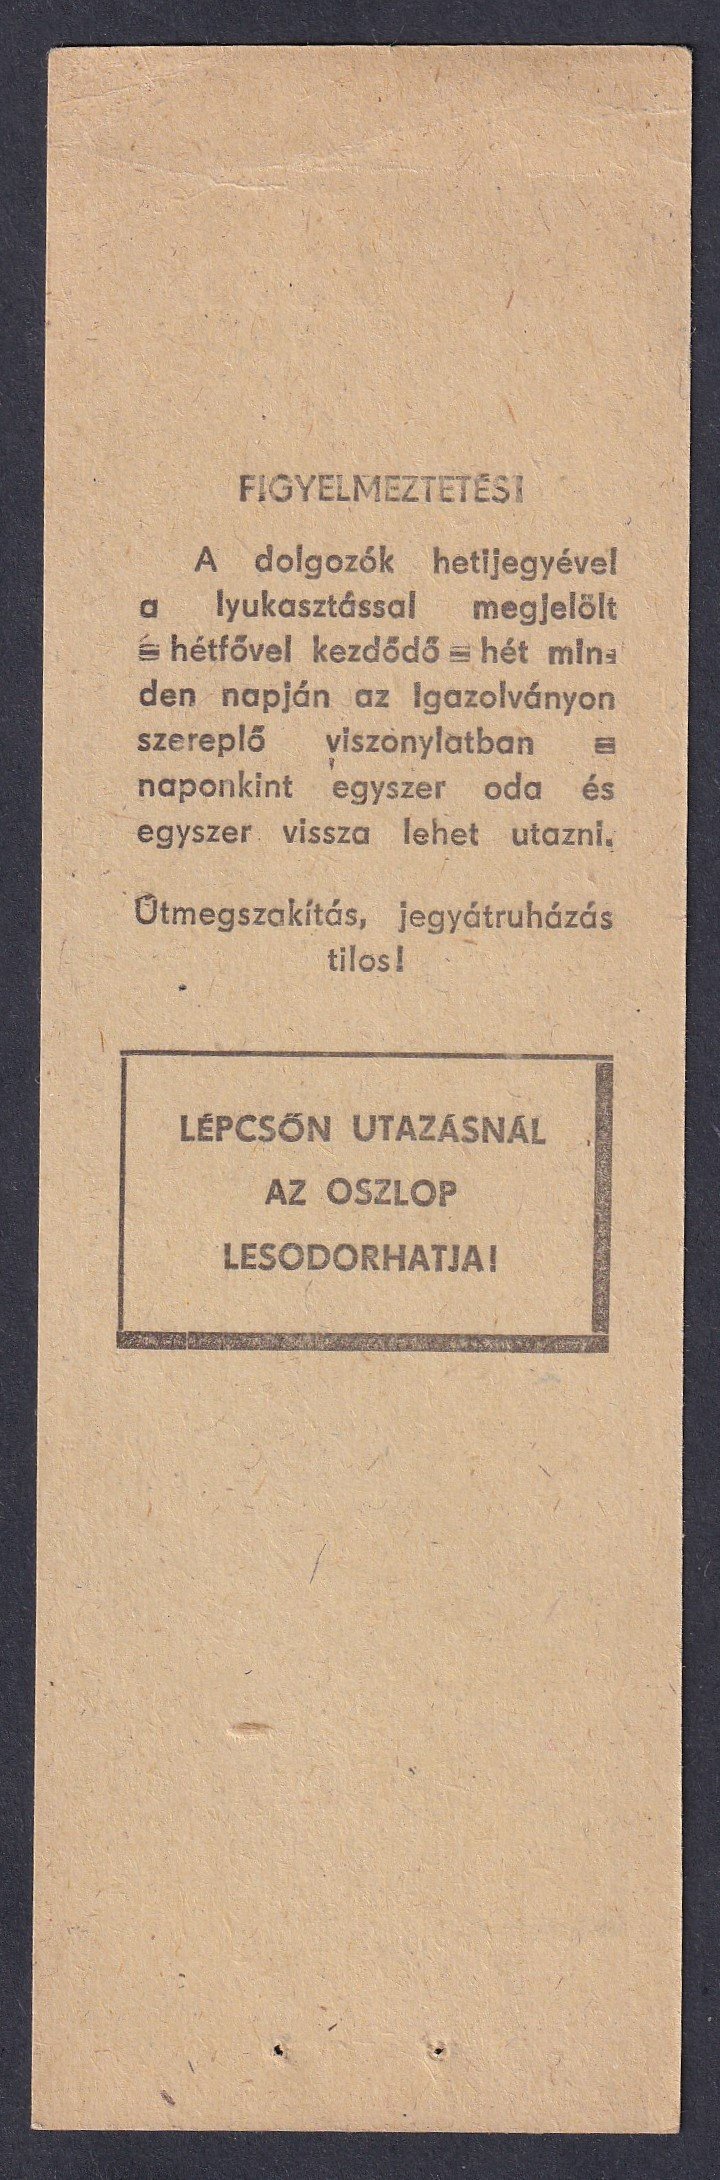 FIGYELMEZTETÉS!
A dolgozók hetijegyével
a lyukasztással megjelölt
= hétfővel kezdődő = hét min-
den napján az igazolványon
szereplő viszonylatban =
naponkint egyszer oda és
egyszer vissza lehet utazni.
Útmegszakítás, jegyátruházás
tilos!
LÉPCSŐN UTAZÁSNÁL
AZ OSZLOP
LESODORHATJA!